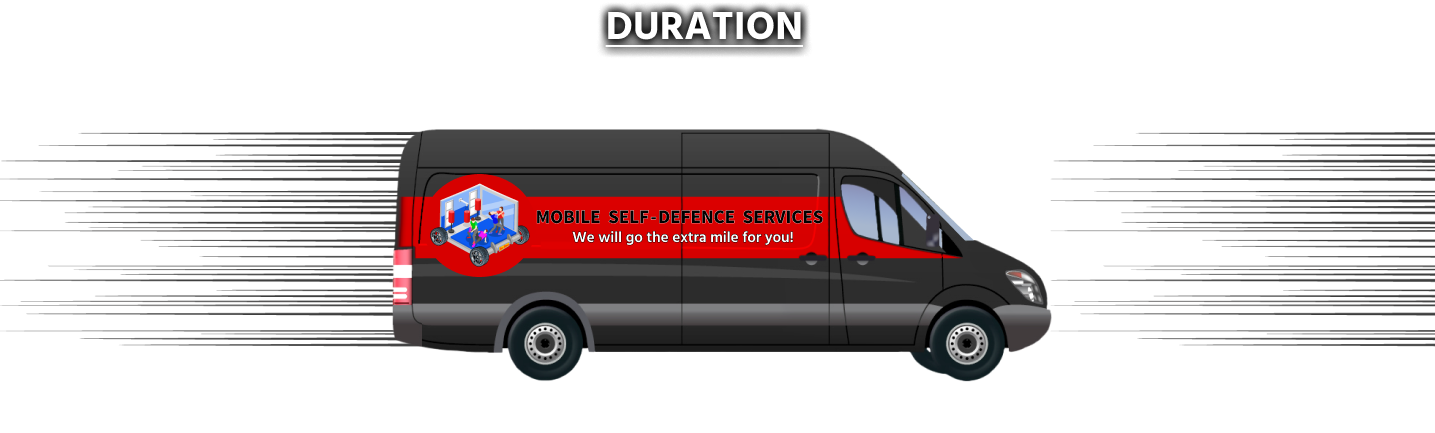 DURATION
MOBILE SELF-DEFENCE SERVICES
We will go the extra mile for you!